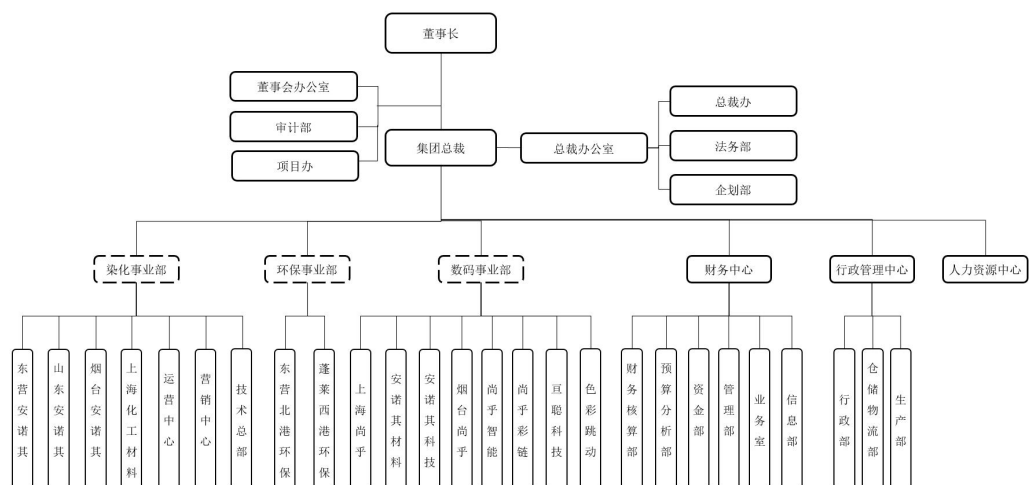 董事长
董事会办公室
审计部
项目办
集团总裁
总裁办公室
总裁办
法务部
企划部
染化事业部
环保事业部
数码事业部
财务中心
行政管理中心
人力资源中心
东营安诺其
山东安诺其
烟台安诺其
上海化工材料
运营中心
营销中心
技术总部
东营北港环保
蓬莱西港环保
上海尚乎
安诺其材料
安诺其科技
烟台尚乎
尚乎智能
尚乎彩链
亘聪科技
色彩跳动
财务核算部
预算分析部
资金部
管理部
业务室
信息部
行政部
仓储物流部
生产部